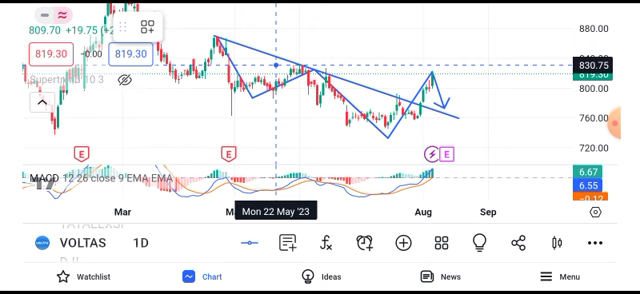 809.70 +19.75 (+2
880.00
819.30 -0.00 819.30
830.75
819.30
Supertrend 10 3
800.00
760.00
720.00
E E E
MACD 12 26 close 9 EMA EMA
6.67
6.55
−0.12
Mar Mon 22 May '23 Aug Sep
VOLTAS 1D
Watchlist Chart Ideas News Menu